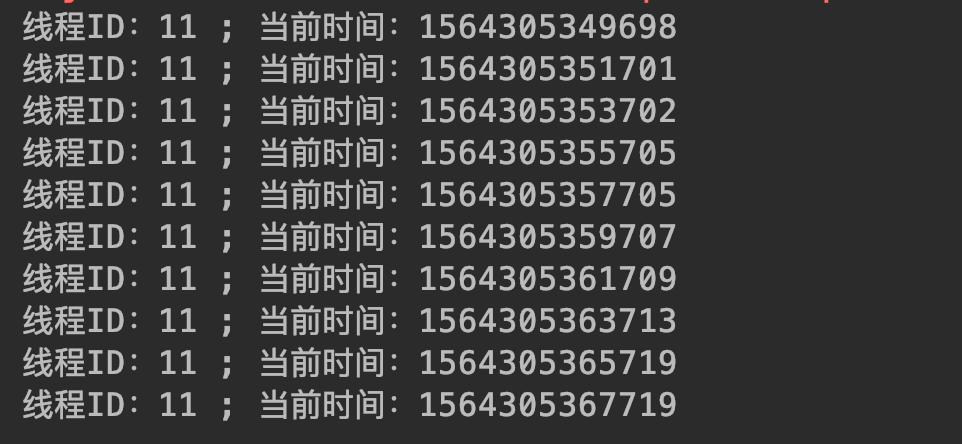 线程ID: 11 ; 当前时间: 1564305349698
线程ID: 11 ; 当前时间: 1564305351701
线程ID: 11 ; 当前时间: 1564305353702
线程ID: 11 ; 当前时间: 1564305355705
线程ID: 11 ; 当前时间: 1564305357705
线程ID: 11 ; 当前时间: 1564305359707
线程ID: 11 ; 当前时间: 1564305361709
线程ID: 11 ; 当前时间: 1564305363713
线程ID: 11 ; 当前时间: 1564305365719
线程ID: 11 ; 当前时间: 1564305367719